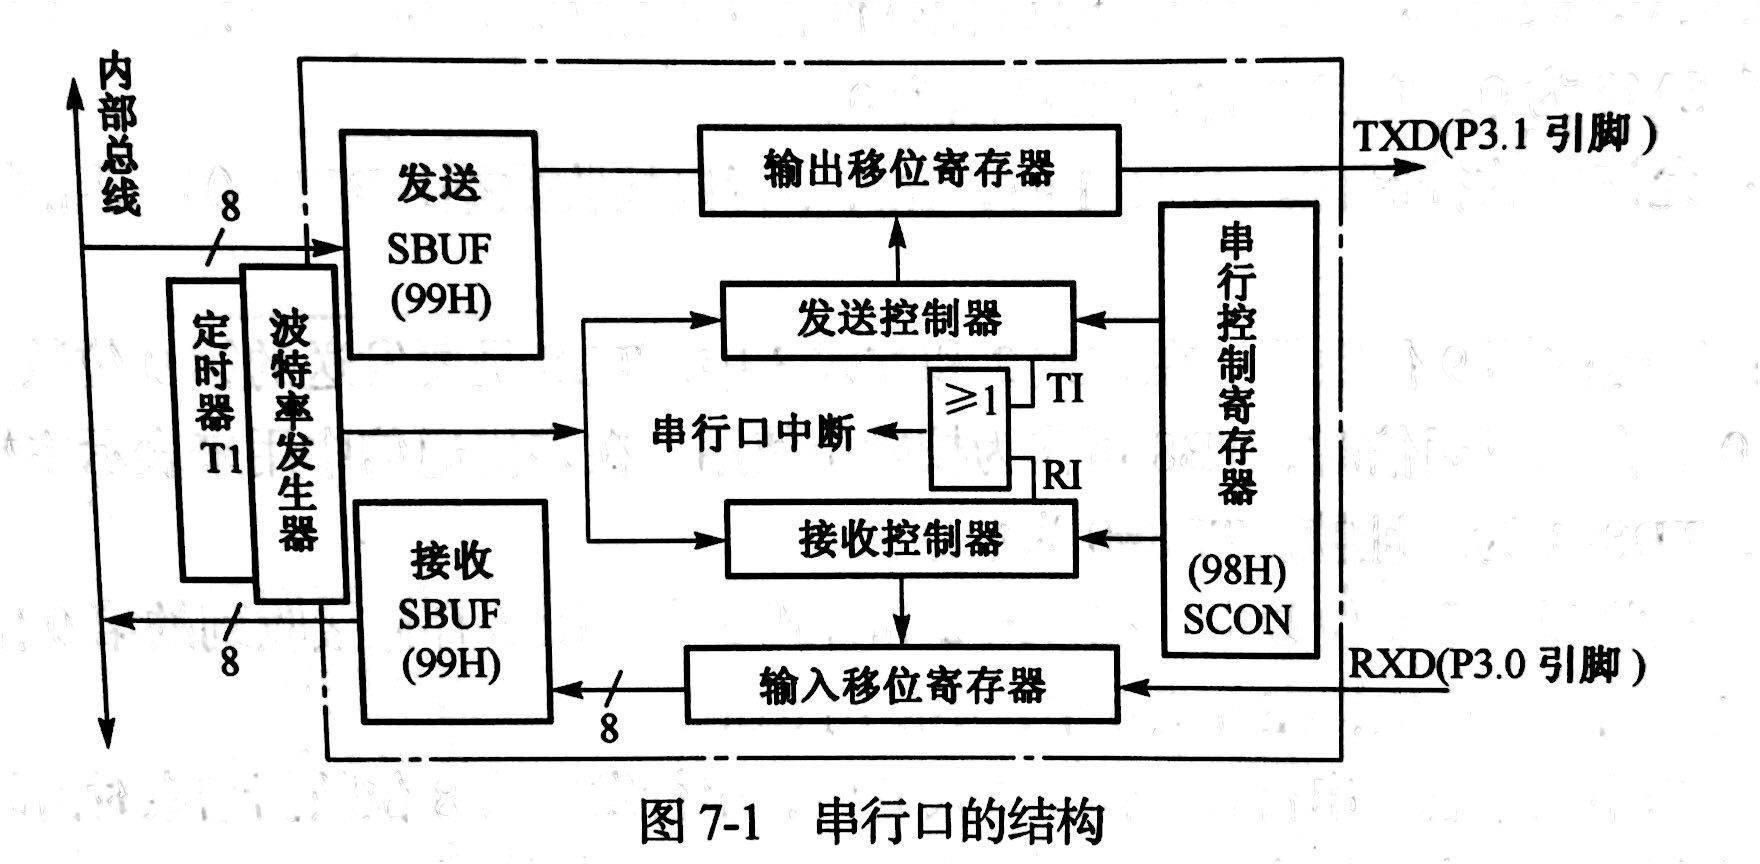 内部总线
8
发送
SBUF
(99H)
输出移位寄存器
TXD(P3.1 引脚)
定时器
T1
波特率发生器
发送控制器
TI
≥1
串行口中断
RI
接收控制器
串行控制寄存器
(98H)
SCON
8
接收
SBUF
(99H)
8
输入移位寄存器
RXD(P3.0 引脚)
图 7-1 串行口的结构